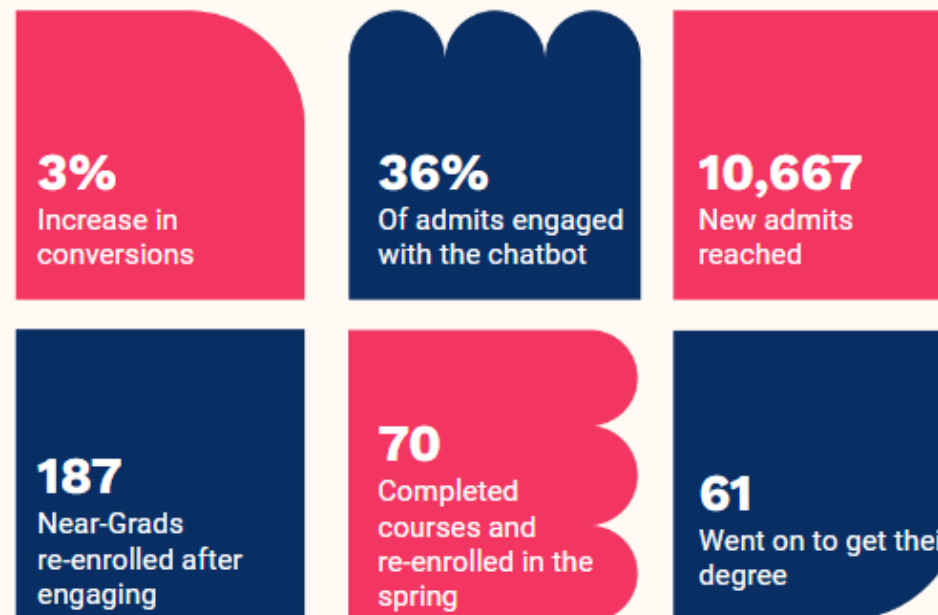 3%
Increase in
conversions
36%
Of admits engaged
with the chatbot
10,667
New admits
reached
187
Near-Grads
re-enrolled after
engaging
70
Completed
courses and
re-enrolled in the
spring
61
Went on to get thei
degree